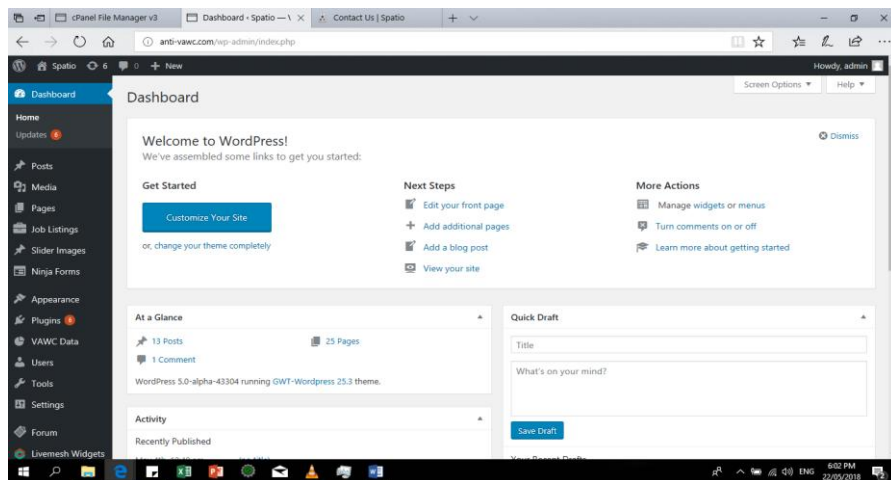 cPanel File Manager v3
Dashboard ‹ Spatio — \
Contact Us | Spatio
anti-vawc.com/wp-admin/index.php
Spatio 6 0 New
Howdy, admin
Screen Options
Help
Dashboard
Home
Updates
Posts
Media
Pages
Job Listings
Slider Images
Ninja Forms
Appearance
Plugins
VAWC Data
Users
Tools
Settings
Forum
Livemesh Widgets
Dashboard
Welcome to WordPress!
We've assembled some links to get you started:
Dismiss
Get Started
Customize Your Site
or, change your theme completely
Next Steps
Edit your front page
Add additional pages
Add a blog post
View your site
More Actions
Manage widgets or menus
Turn comments on or off
Learn more about getting started
At a Glance
13 Posts
25 Pages
1 Comment
WordPress 5.0-alpha-43304 running GWT-Wordpress 25.3 theme.
Activity
Recently Published
Quick Draft
Title
What's on your mind?
Save Draft
ENG
6:02 PM
22/05/2018